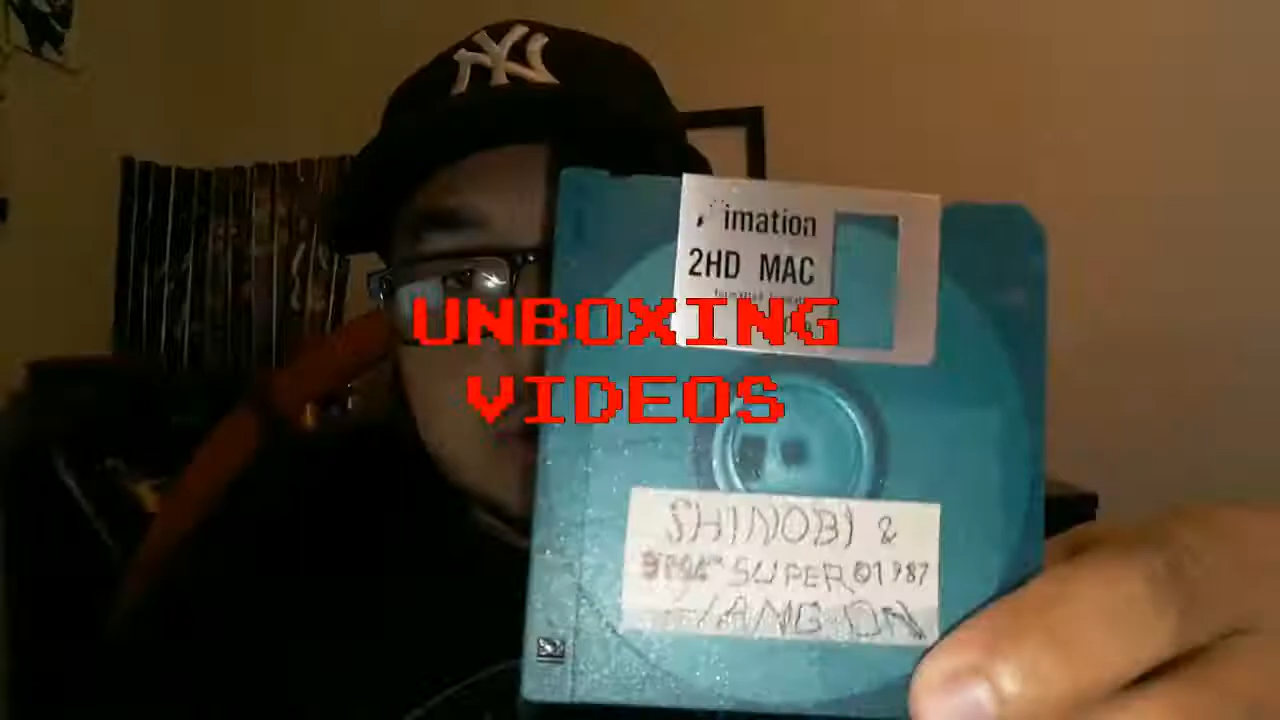 NY
imation
2HD MAC
UNBOXING
VIDEOS
SHINOBI &
SUPER ©1987
HANG ON